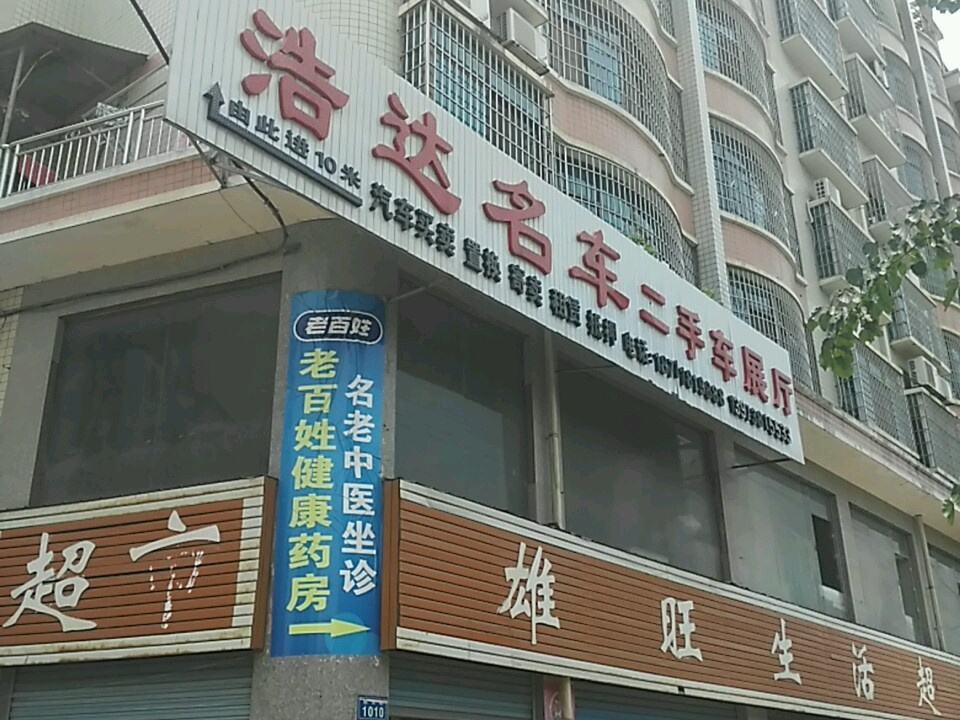 浩达名车二手车展厅
由此进10米
汽车买卖 置换 寄卖 租赁 抵押
老百姓
名老中医坐诊
老百姓健康药房
超市
雄旺生活超
1010